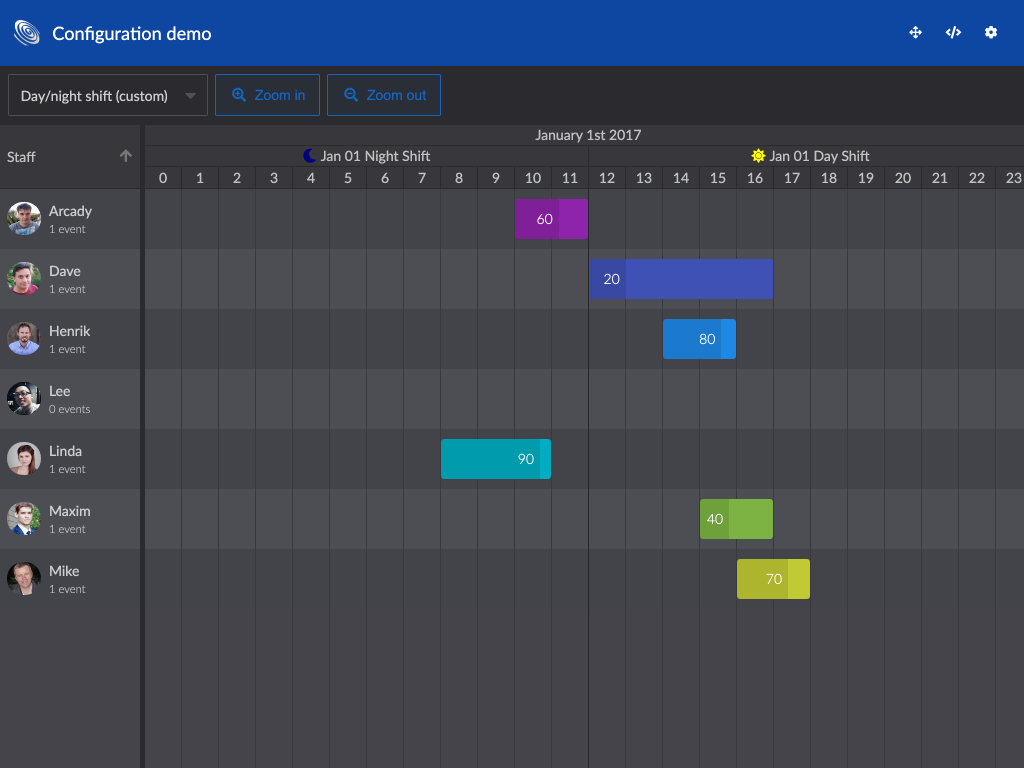 Configuration demo
Day/night shift (custom)
Zoom in
Zoom out
Staff
January 1st 2017
Jan 01 Night Shift
Jan 01 Day Shift
0 1 2 3 4 5 6 7 8 9 10 11 12 13 14 15 16 17 18 19 20 21 22 23
Arcady
1 event
60
Dave
1 event
20
Henrik
1 event
80
Lee
0 events
Linda
1 event
90
Maxim
1 event
40
Mike
1 event
70